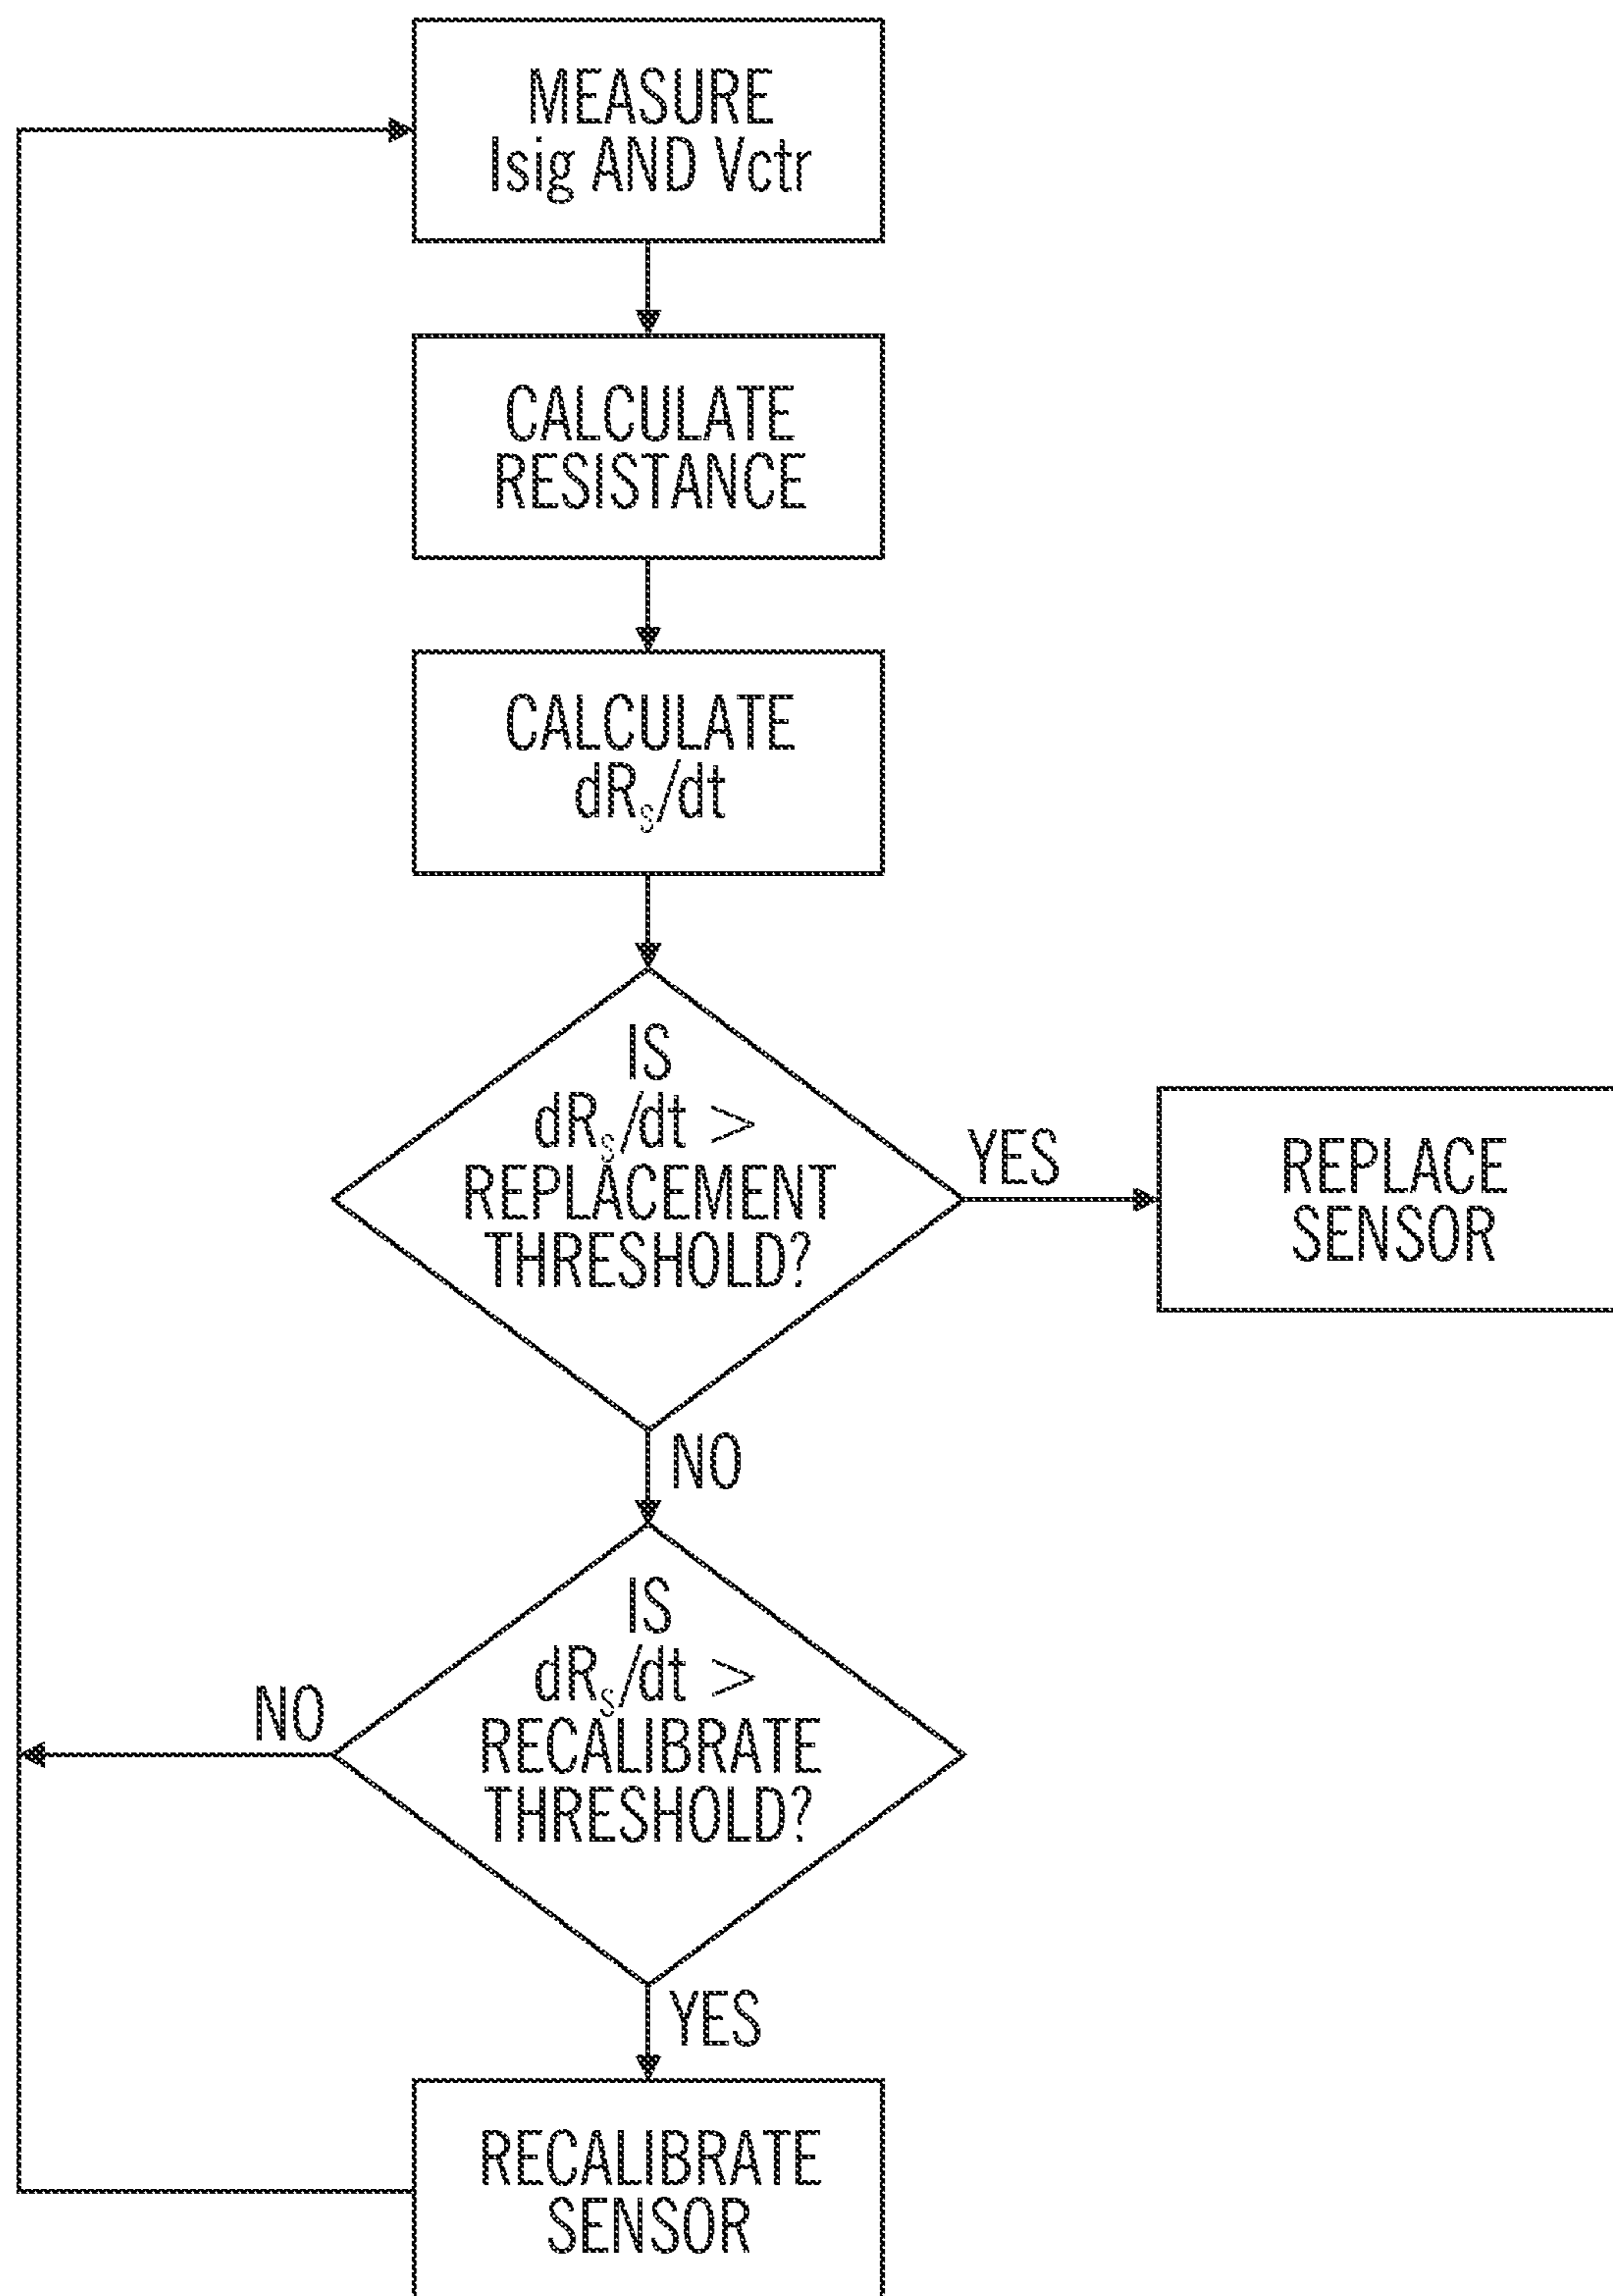 MEASURE
Isig AND Vctr
CALCULATE
RESISTANCE
CALCULATE
dRs/dt
IS
dRs/dt >
REPLACEMENT
THRESHOLD?
YES
REPLACE
SENSOR
NO
IS
dRs/dt >
RECALIBRATE
THRESHOLD?
NO
YES
RECALIBRATE
SENSOR